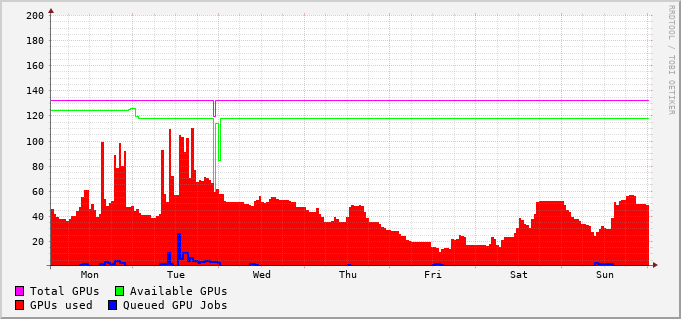 200
180
160
140
120
100
80
60
40
20
Mon Tue Wed Thu Fri Sat Sun
Total GPUs Available GPUs
GPUs used Queued GPU Jobs
RRDTOOL / TOBI OETIKER